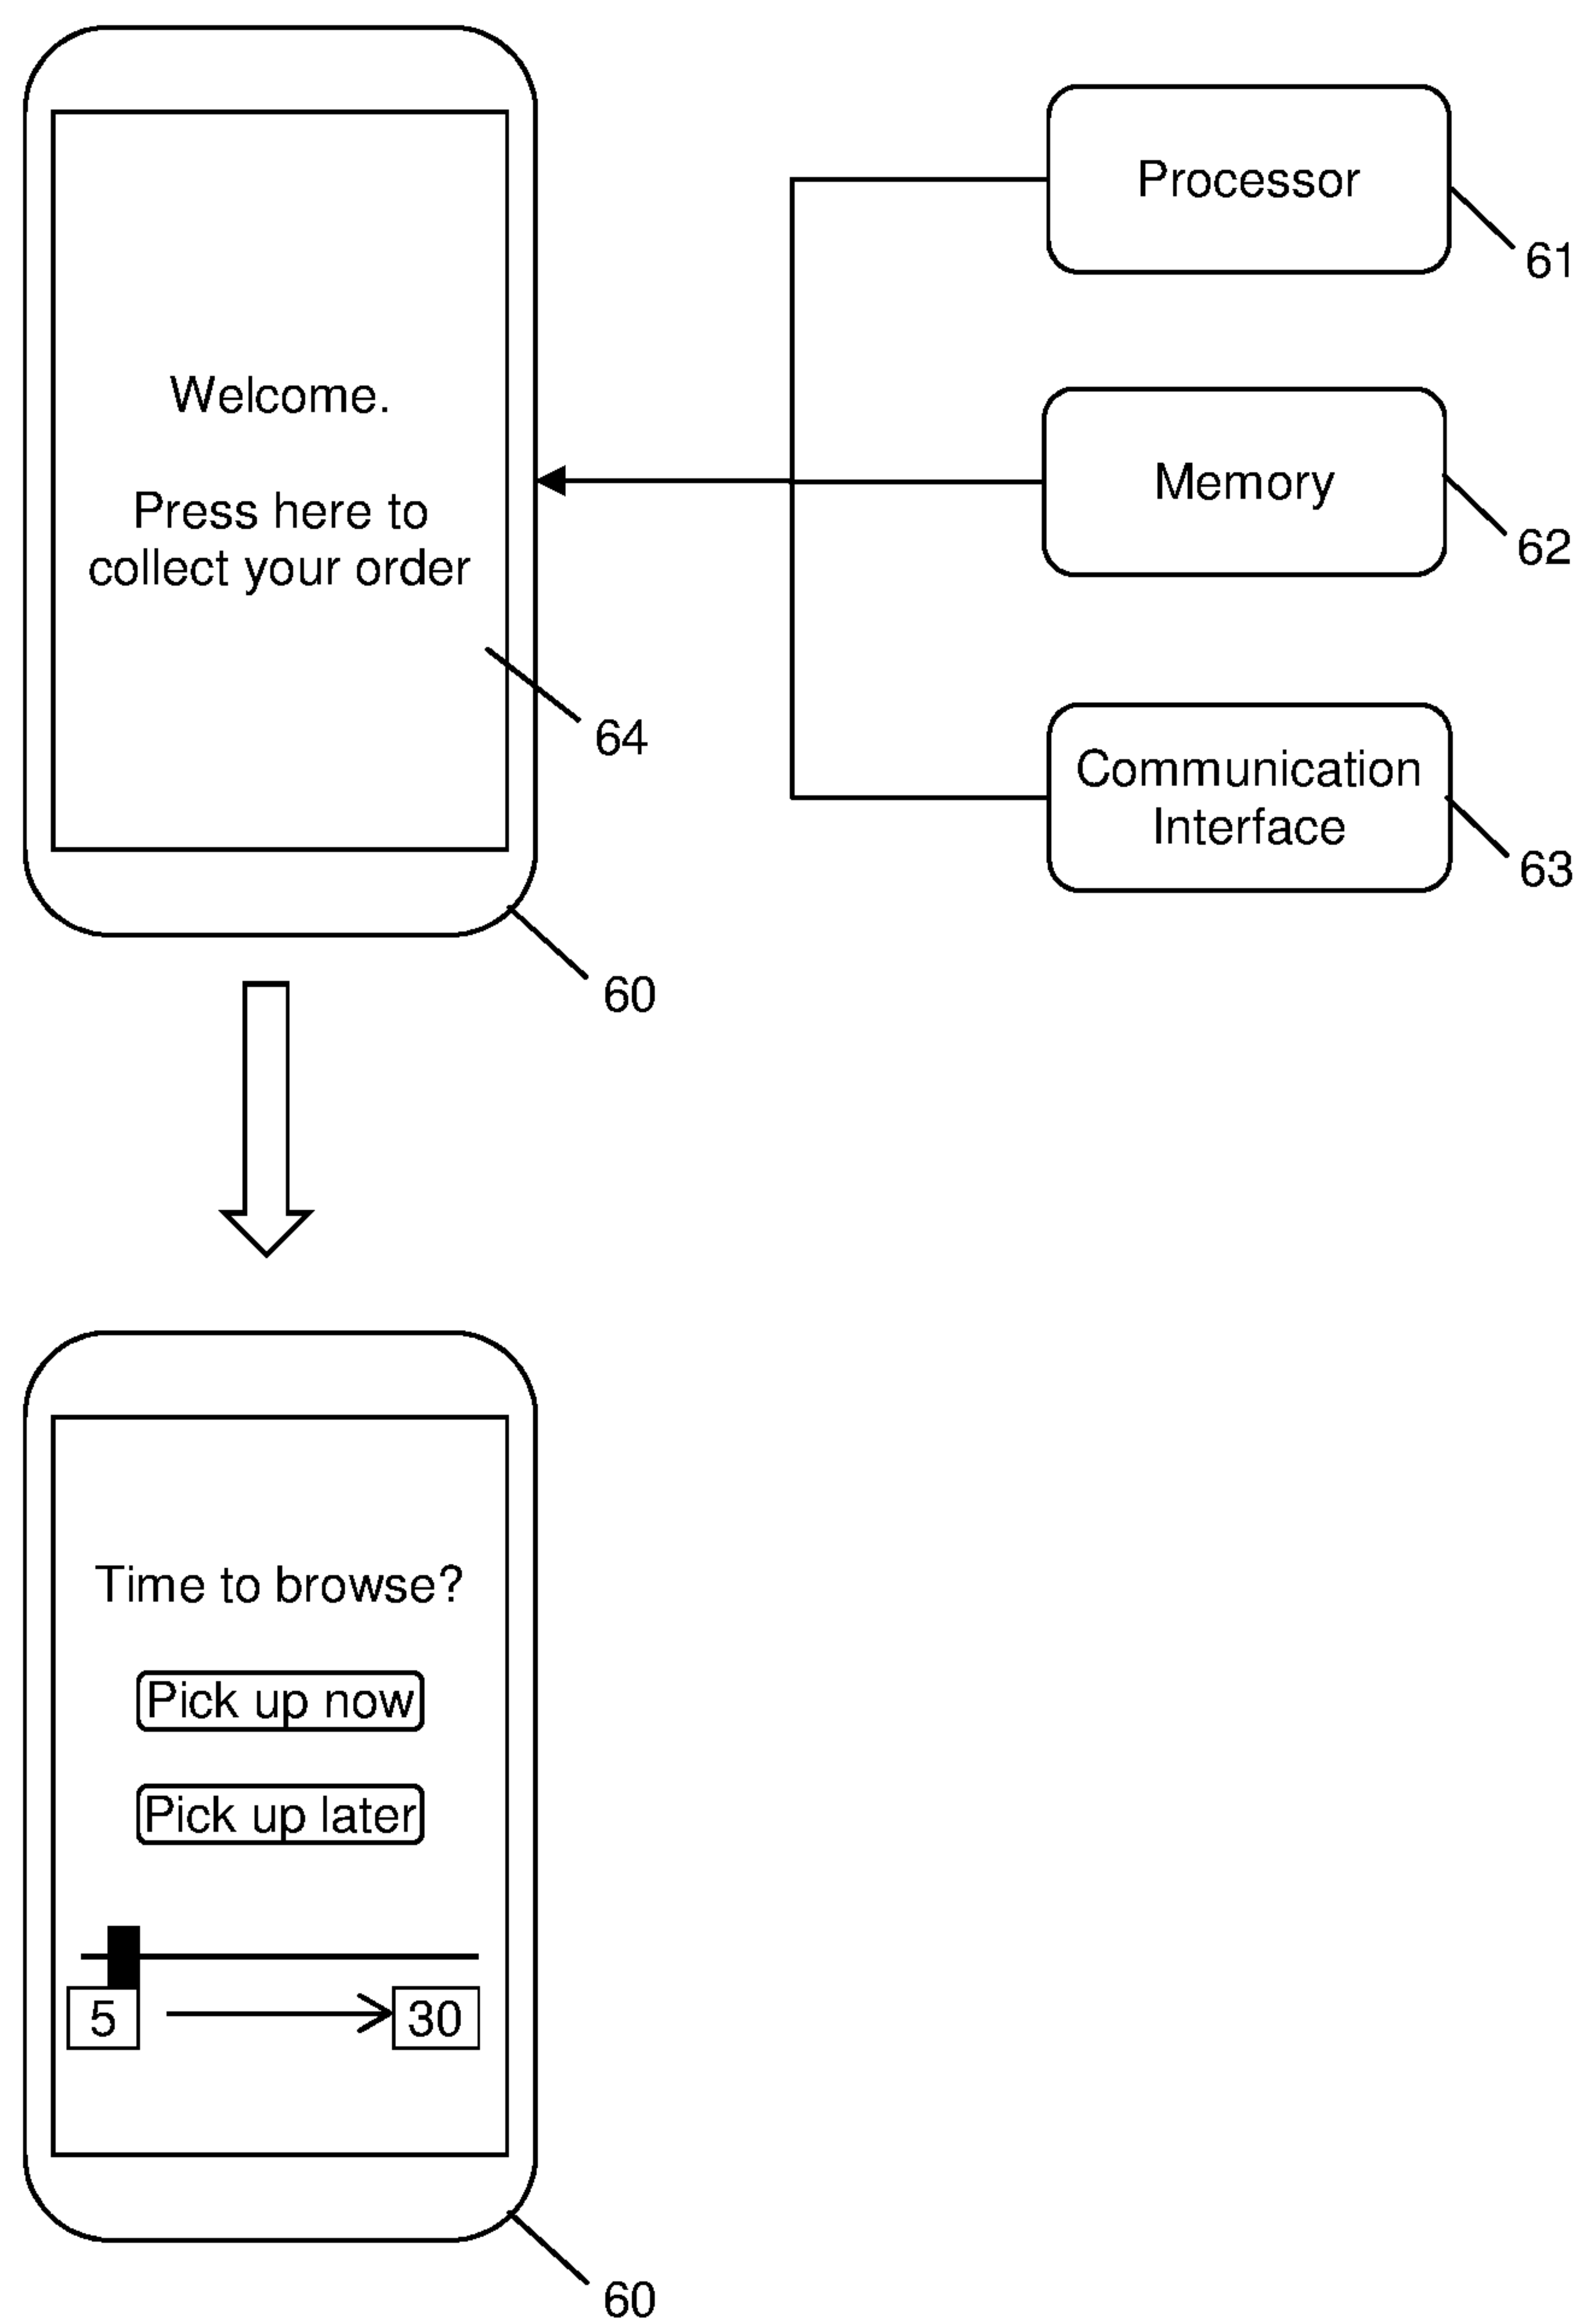 Welcome.
Press here to
collect your order
64
60
Processor
61
Memory
62
Communication
Interface
63
Time to browse?
Pick up now
Pick up later
5
30
60